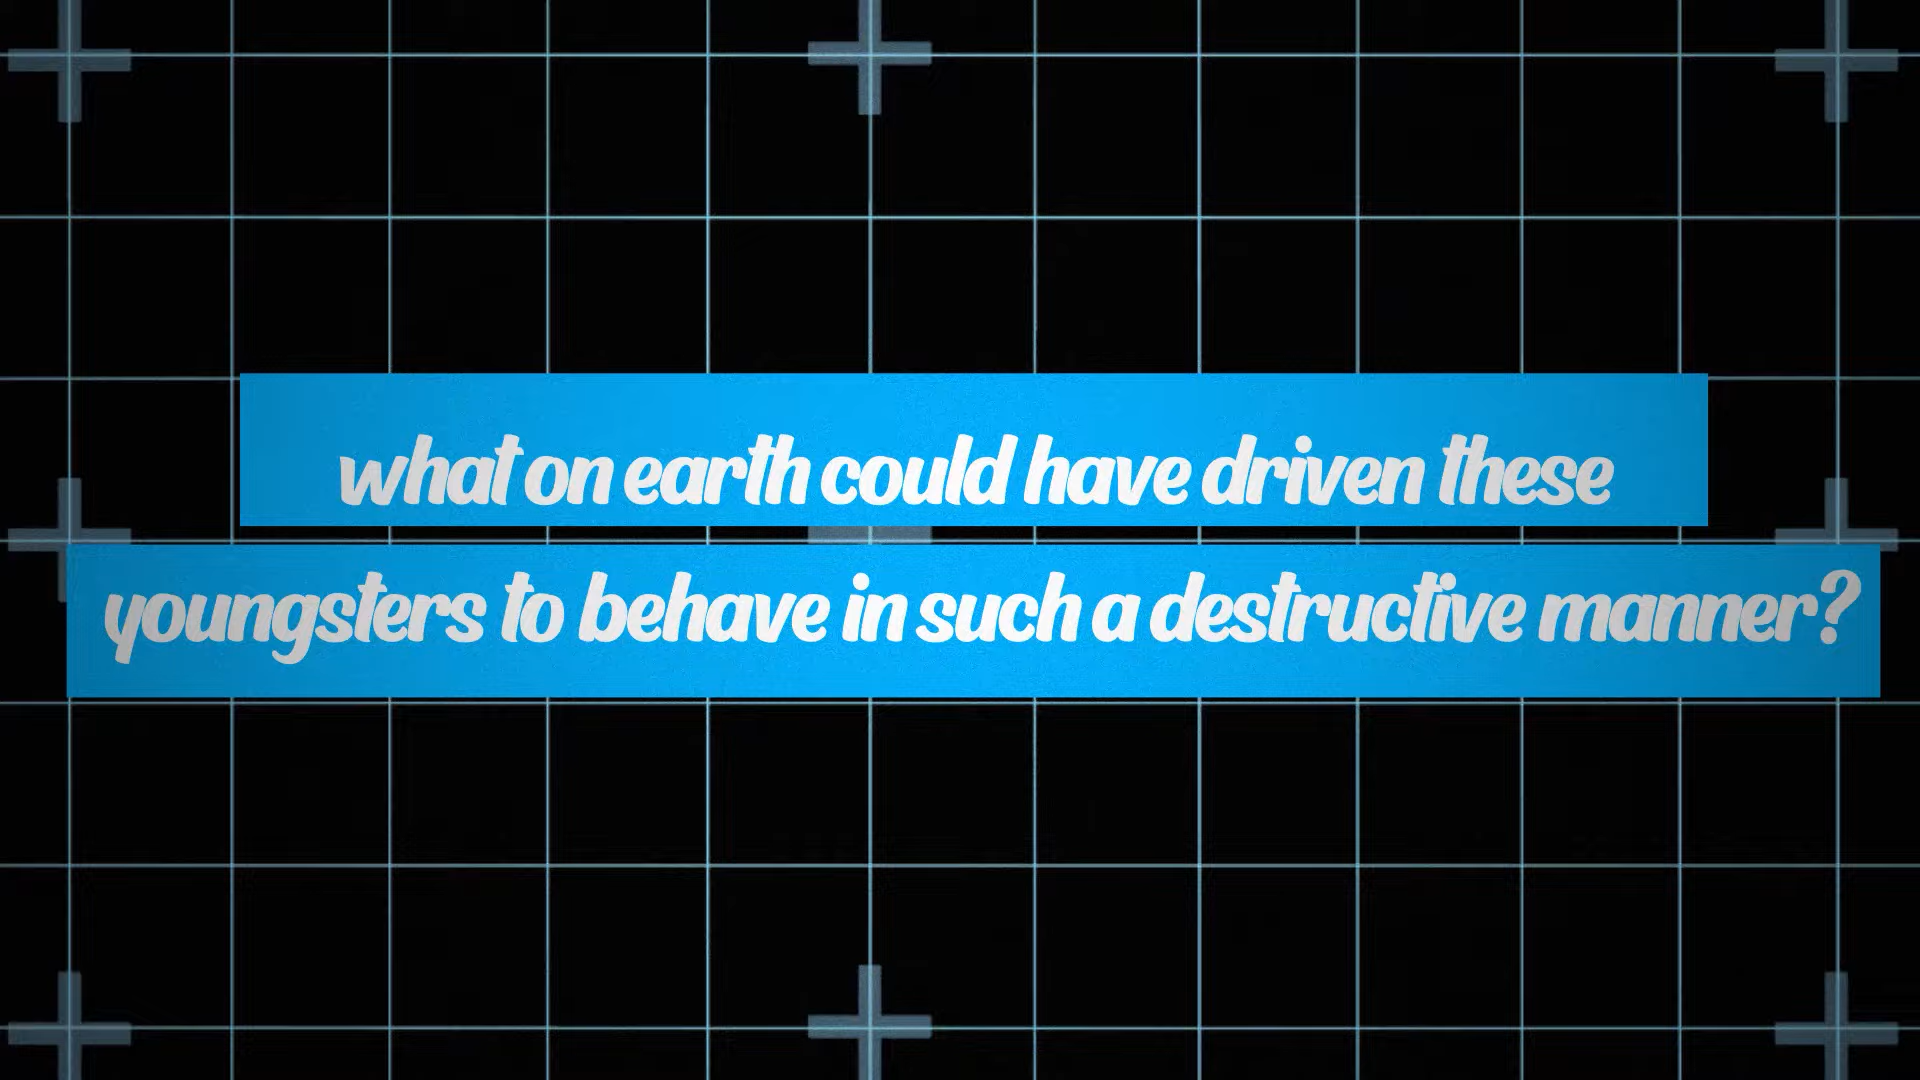 what on earth could have driven these
youngsters to behave in such a destructive manner?